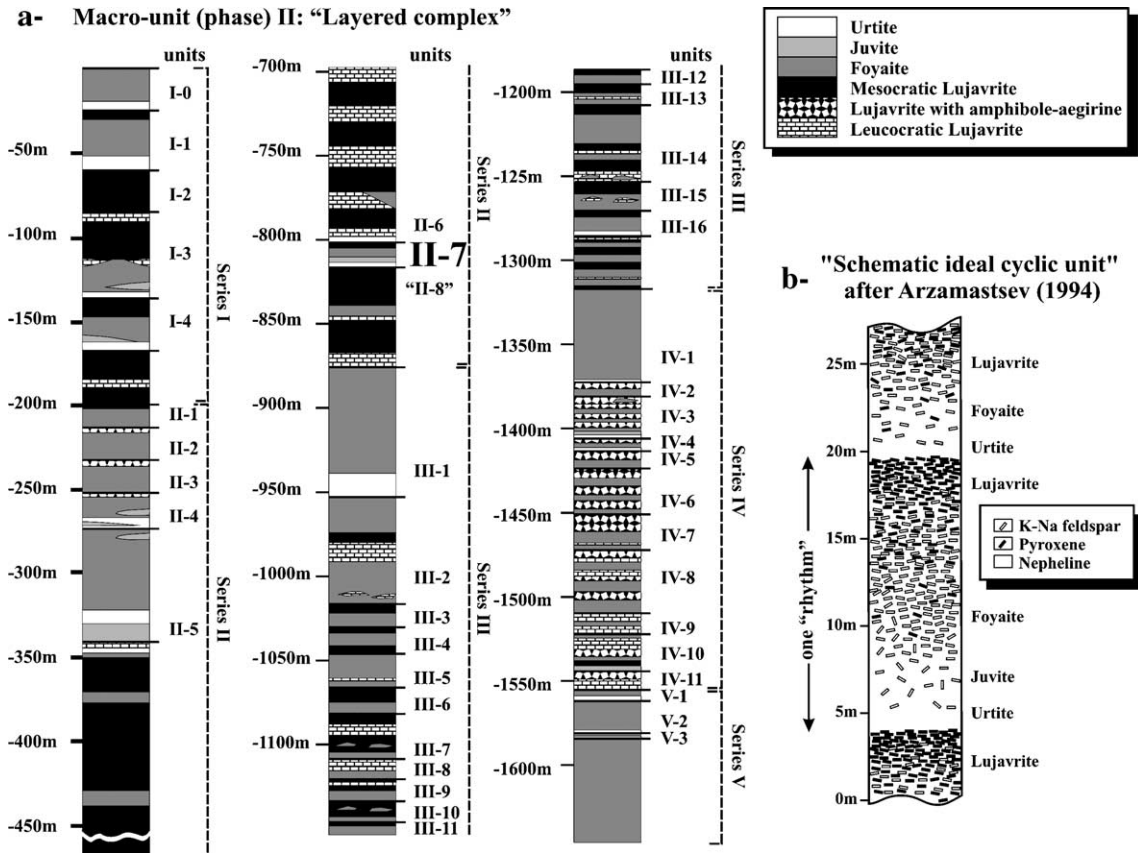 a- Macro-unit (phase) II: "Layered complex"
Urtite
Juvite
Foyaite
Mesocratic Lujavrite
Lujavrite with amphibole-aegirine
Leucocratic Lujavrite
units
I-0
I-1
I-2
I-3
I-4
II-1
II-2
II-3
II-4
II-5
-50m
-100m
-150m
-200m
-250m
-300m
-350m
-400m
-450m
Series I
Series II
units
-700m
-750m
-800m
-850m
-900m
-950m
-1000m
-1050m
-1100m
II-6
II-7
"II-8"
III-1
III-2
III-3
III-4
III-5
III-6
III-7
III-8
III-9
III-10
III-11
Series II
Series III
units
-1200m
-125m
-1300m
-1350m
-1400m
-1450m
-1500m
-1550m
-1600m
III-12
III-13
III-14
III-15
III-16
IV-1
IV-2
IV-3
IV-4
IV-5
IV-6
IV-7
IV-8
IV-9
IV-10
IV-11
V-1
V-2
V-3
Series III
Series IV
Series V
b- "Schematic ideal cyclic unit"
after Arzamastsev (1994)
25m
20m
15m
10m
5m
0m
one "rhythm"
Lujavrite
Foyaite
Urtite
Lujavrite
Foyaite
Juvite
Urtite
Lujavrite
K-Na feldspar
Pyroxene
Nepheline